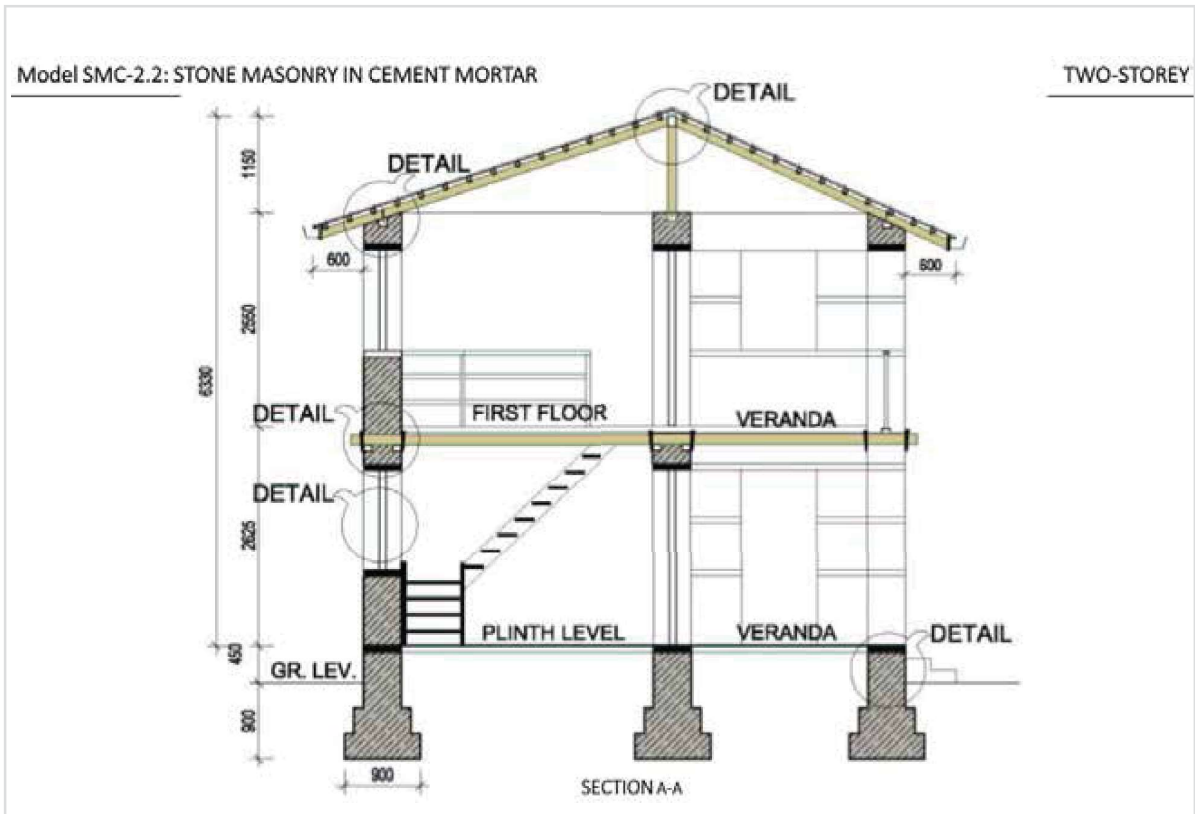 Model SMC-2.2: STONE MASONRY IN CEMENT MORTAR
TWO-STOREY
DETAIL
DETAIL
1150
600
600
2550
6330
DETAIL
FIRST FLOOR
VERANDA
DETAIL
2625
PLINTH LEVEL
VERANDA
DETAIL
450
GR. LEV.
900
900
SECTION A-A